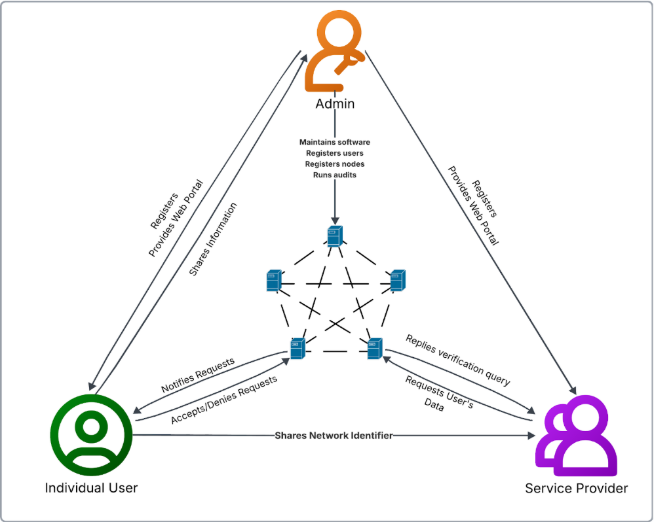 Admin
Maintains software
Registers users
Registers nodes
Runs audits
Registers
Provides Web Portal
Shares Information
Registers
Provides Web Portal
Notifies Requests
Accepts/Denies Requests
Replies verification query
Requests User's
Data
Shares Network Identifier
Individual User
Service Provider